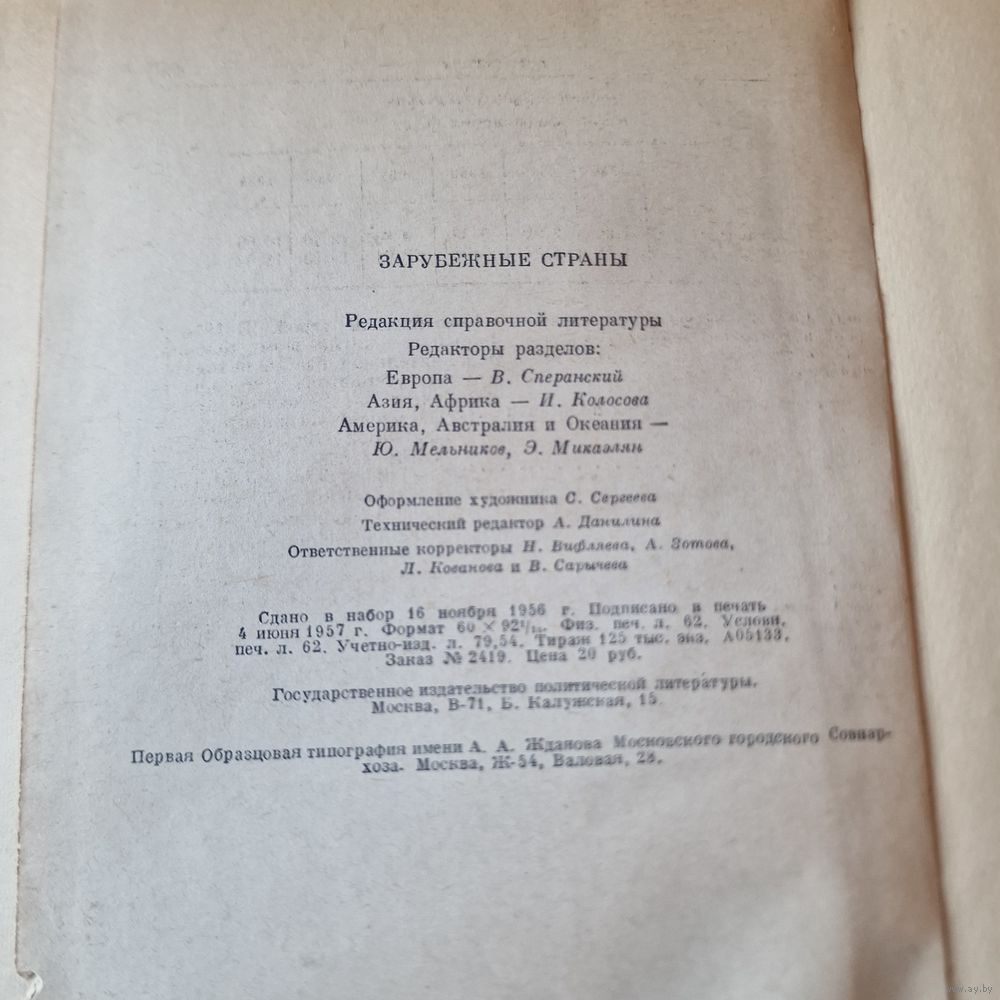 ЗАРУБЕЖНЫЕ СТРАНЫ
Редакция справочной литературы
Редакторы разделов:
Европа — В. Сперанский
Азия, Африка — И. Колосова
Америка, Австралия и Океания —
Ю. Мельников, Э. Микаэлян
Оформление художника С. Сергеева
Технический редактор А. Данилина
Ответственные корректоры Н. Вифляева, А. Зотова,
Л. Кованова и В. Сарычева
Сдано в набор 16 ноября 1956 г. Подписано в печать
4 июня 1957 г. Формат 60 × 92¹/₁₆. Физ. печ. л. 62. Условн.
печ. л. 62. Учетно-изд. л. 79,54. Тираж 125 тыс. экз. А05133.
Заказ № 2419. Цена 20 руб.
Государственное издательство политической литературы.
Москва, В-71, Б. Калужская, 15.
Первая Образцовая типография имени А. А. Жданова Московского городского Совнар-
хоза. Москва, Ж-54, Валовая, 28.
www.ay.by